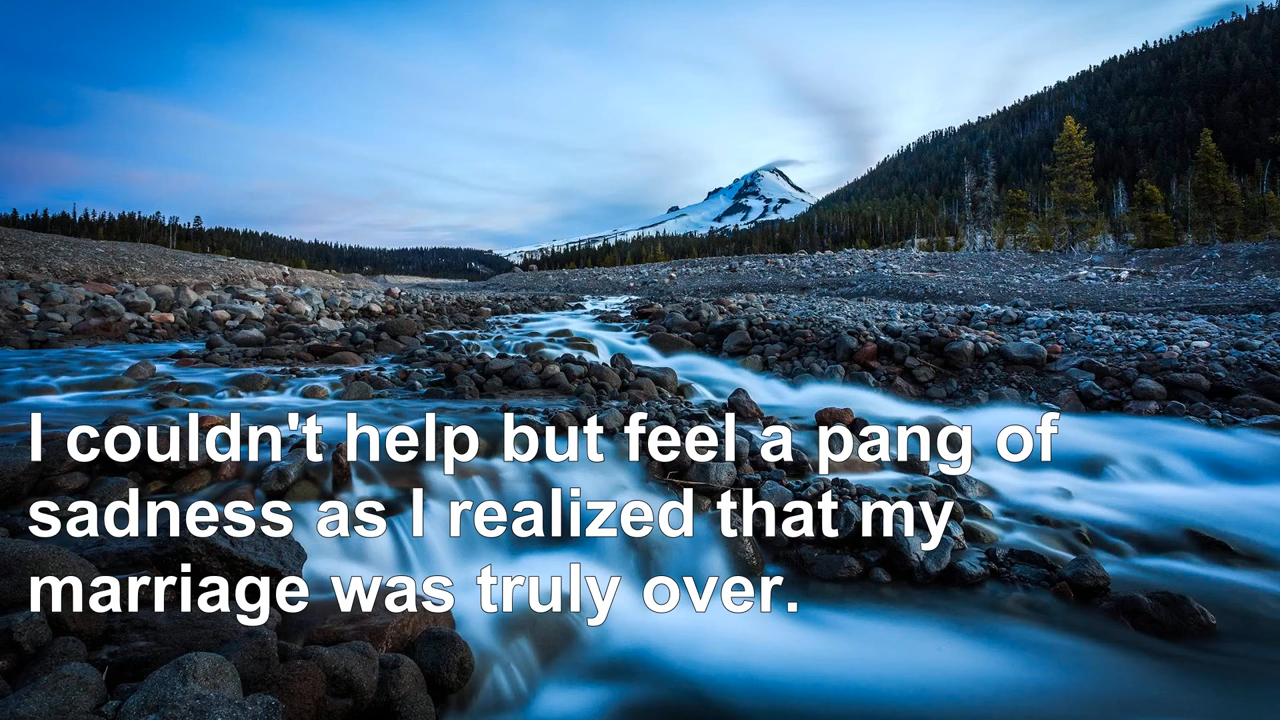 I couldn't help but feel a pang of
sadness as I realized that my
marriage was truly over.